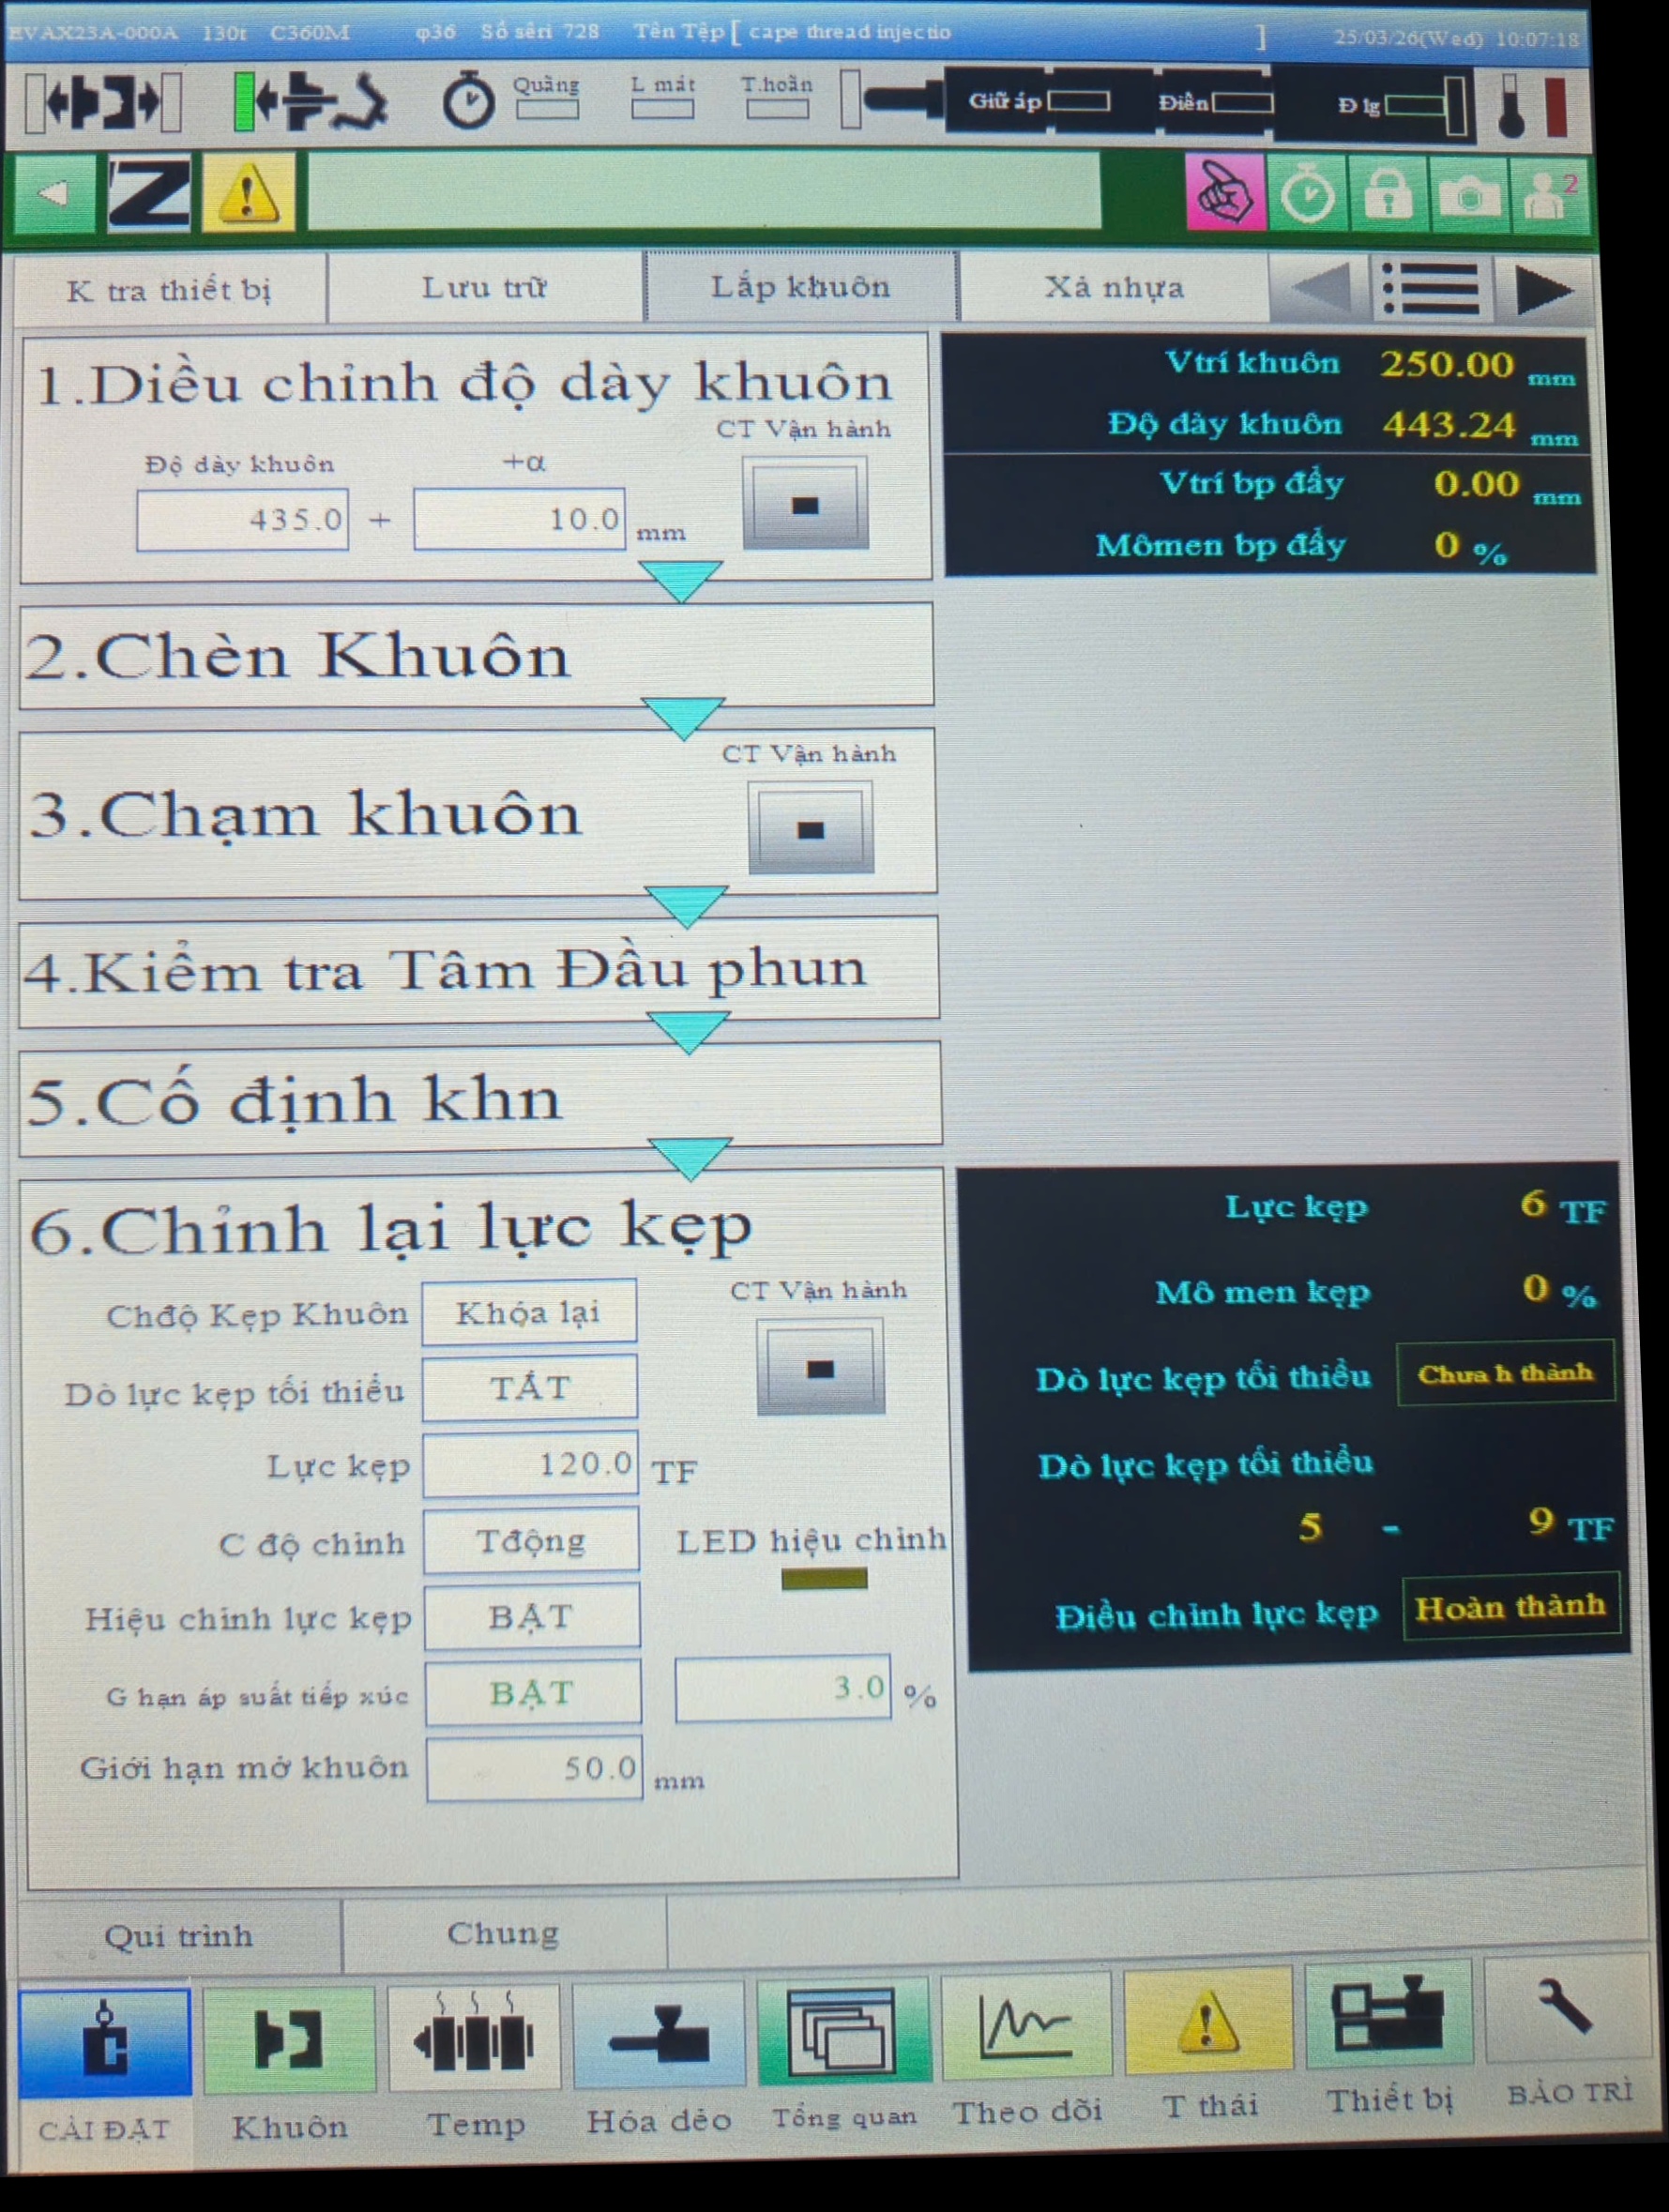 EVAX23A-000A 130t C360M φ36 Số sêri 728 Tên Tệp [ cape thread injectio ] 25/03/26(Wed) 10:07:18
Quãng L mát T.hoãn Giữ áp Điền Đ lg
2
K tra thiết bị Lưu trữ Lắp khuôn Xả nhựa
1.Diều chỉnh độ dày khuôn
CT Vận hành
Độ dày khuôn +α
435.0 + 10.0 mm
Vtrí khuôn 250.00 mm
Độ dày khuôn 443.24 mm
Vtrí bp đẩy 0.00 mm
Mômen bp đẩy 0 %
2.Chèn Khuôn
3.Chạm khuôn
CT Vận hành
4.Kiểm tra Tâm Đầu phun
5.Cố định khn
6.Chỉnh lại lực kẹp
CT Vận hành
Chđộ Kẹp Khuôn Khóa lại
Dò lực kẹp tối thiểu TẮT
Lực kẹp 120.0 TF
C độ chỉnh Tđộng LED hiệu chỉnh
Hiệu chỉnh lực kẹp BẬT
G hạn áp suất tiếp xúc BẬT 3.0 %
Giới hạn mở khuôn 50.0 mm
Lực kẹp 6 TF
Mô men kẹp 0 %
Dò lực kẹp tối thiểu Chưa h thành
Dò lực kẹp tối thiểu
5 - 9 TF
Điều chỉnh lực kẹp Hoàn thành
Qui trình Chung
CÀI ĐẶT Khuôn Temp Hóa dẻo Tổng quan Theo dõi T thái Thiết bị BẢO TRÌ